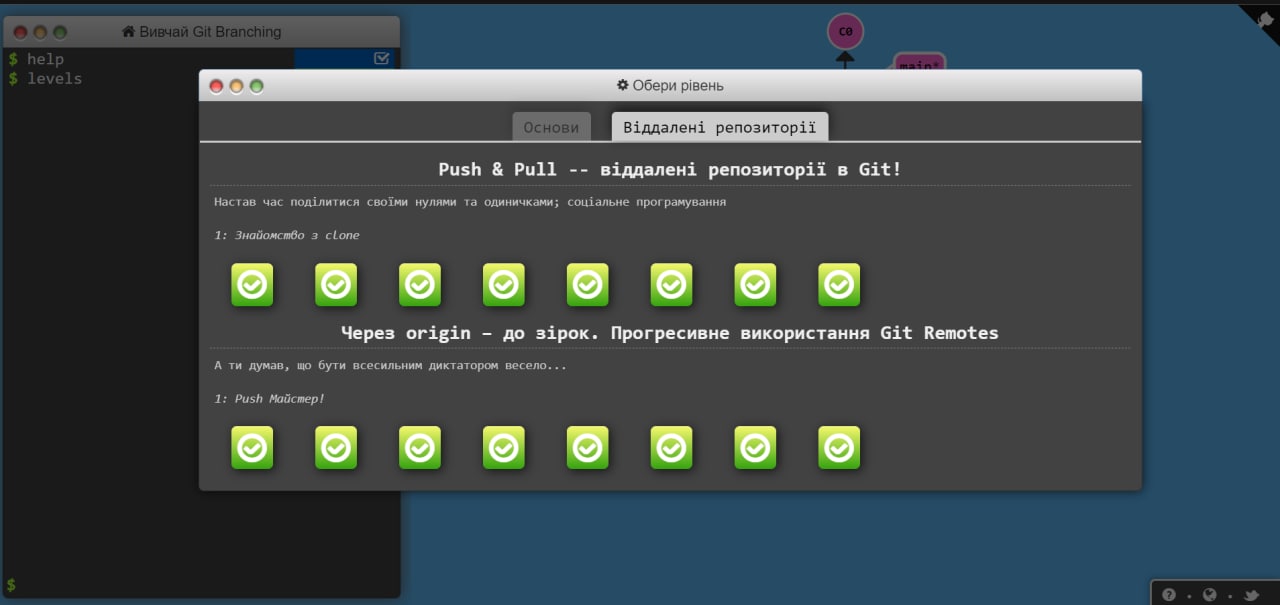 Вивчай Git Branching
$ help
$ levels
C0
main*
Обери рівень
Основи
Віддалені репозиторії
Push & Pull -- віддалені репозиторії в Git!
Настав час поділитися своїми нулями та одиничками; соціальне програмування
1: Знайомство з clone
Через origin – до зірок. Прогресивне використання Git Remotes
А ти думав, що бути всесильним диктатором весело...
1: Push Майстер!
$